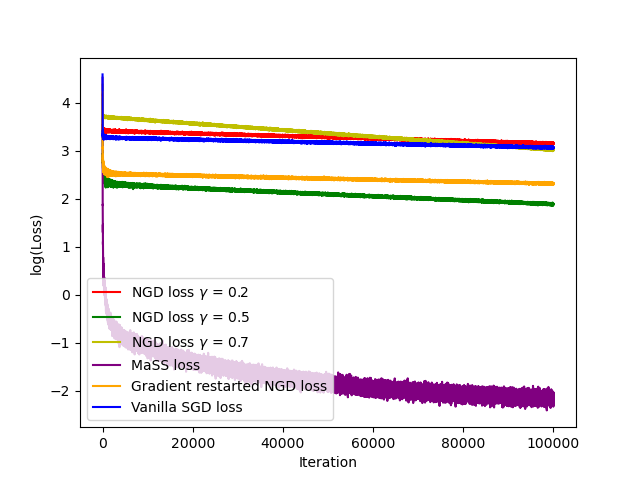 log(Loss)
4
3
2
1
0
−1
−2
NGD loss γ = 0.2
NGD loss γ = 0.5
NGD loss γ = 0.7
MaSS loss
Gradient restarted NGD loss
Vanilla SGD loss
0 20000 40000 60000 80000 100000
Iteration